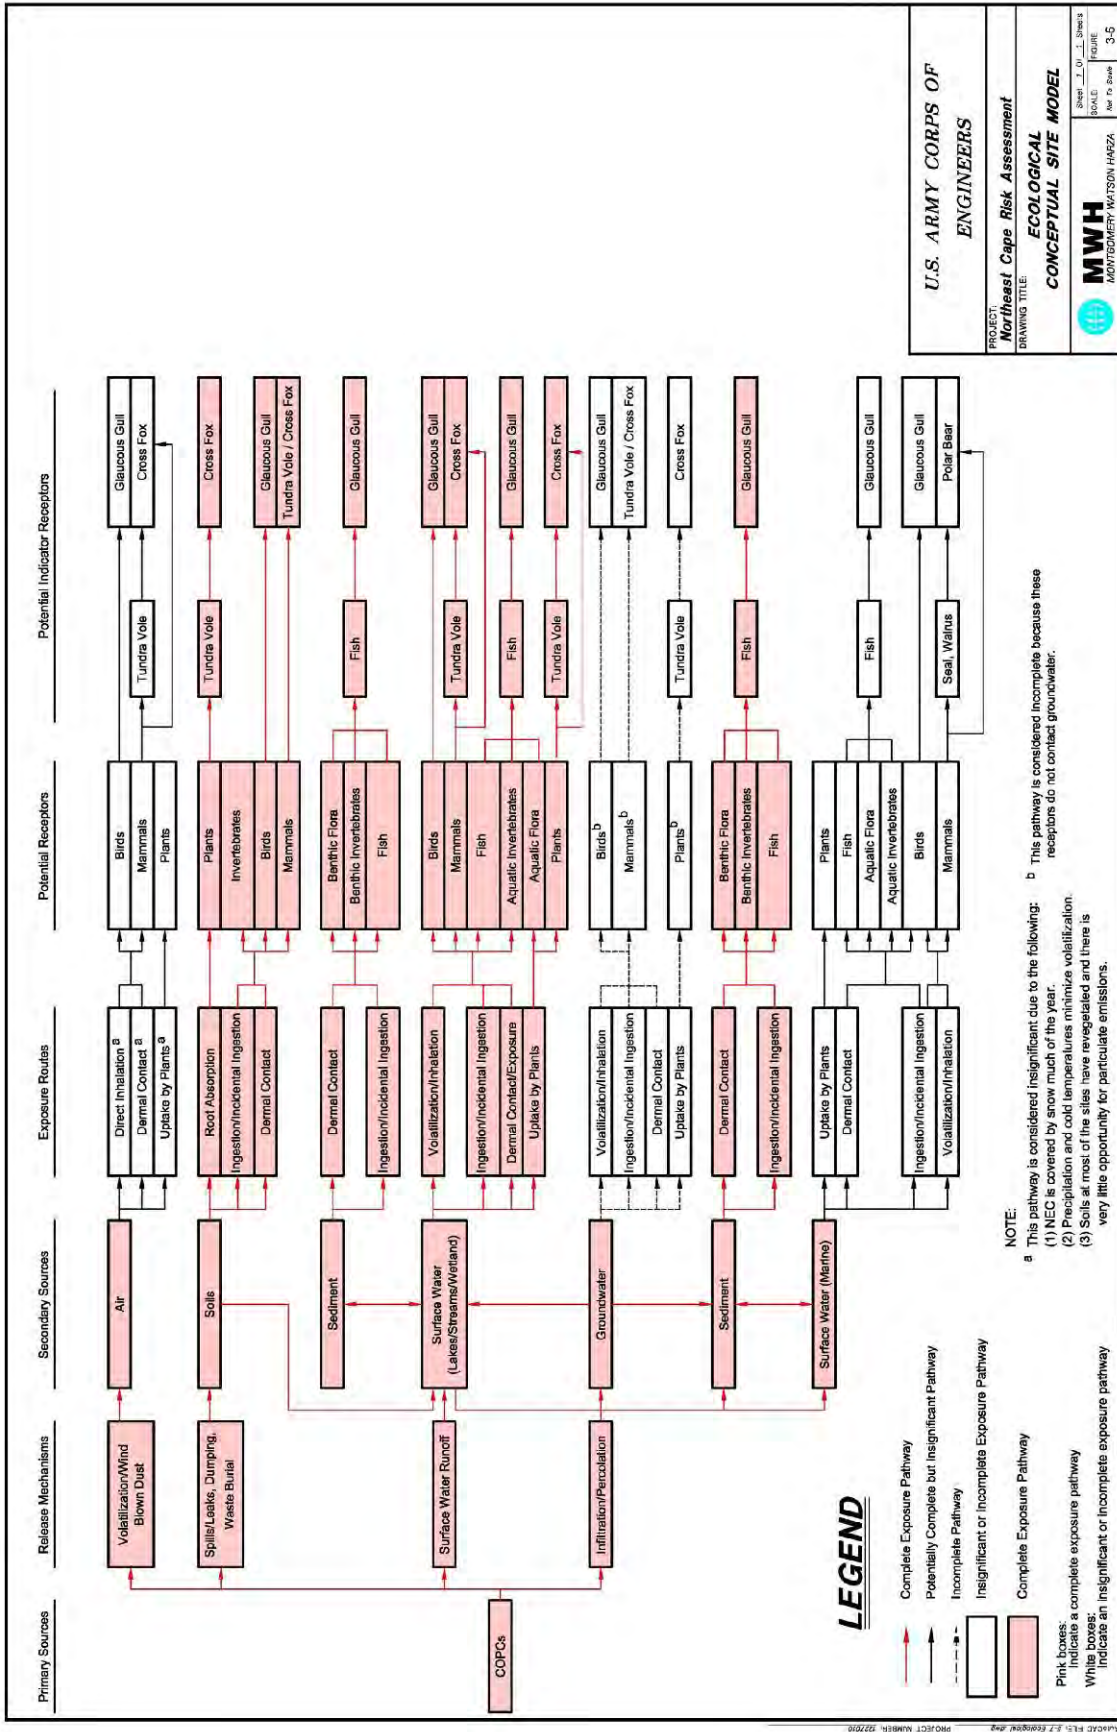 Primary Sources
Release Mechanisms
Secondary Sources
Exposure Routes
Potential Receptors
Potential Indicator Receptors
COPCs
Volatilization/Wind
Blown Dust
Spills/Leaks, Dumping,
Waste Burial
Surface Water Runoff
Infiltration/Percolation
Air
Soils
Sediment
Surface Water
(Lakes/Streams/Wetland)
Groundwater
Sediment
Surface Water (Marine)
Direct Inhalation a
Dermal Contact a
Uptake by Plants a
Root Absorption
Ingestion/Incidental Ingestion
Dermal Contact
Dermal Contact
Ingestion/Incidental Ingestion
Volatilization/Inhalation
Ingestion/Incidental Ingestion
Dermal Contact/Exposure
Uptake by Plants
Volatilization/Inhalation
Ingestion/Incidental Ingestion
Dermal Contact
Uptake by Plants
Dermal Contact
Ingestion/Incidental Ingestion
Uptake by Plants
Dermal Contact
Ingestion/Incidental Ingestion
Volatilization/Inhalation
Birds
Mammals
Plants
Plants
Invertebrates
Birds
Mammals
Benthic Flora
Benthic Invertebrates
Fish
Birds
Mammals
Fish
Aquatic Invertebrates
Aquatic Flora
Plants
Birds b
Mammals b
Plants b
Benthic Flora
Benthic Invertebrates
Fish
Plants
Fish
Aquatic Flora
Aquatic Invertebrates
Birds
Mammals
Tundra Vole
Tundra Vole
Fish
Tundra Vole
Fish
Tundra Vole
Tundra Vole
Fish
Fish
Seal, Walrus
Glaucous Gull
Cross Fox
Cross Fox
Glaucous Gull
Tundra Vole / Cross Fox
Glaucous Gull
Glaucous Gull
Cross Fox
Glaucous Gull
Cross Fox
Glaucous Gull
Tundra Vole / Cross Fox
Cross Fox
Glaucous Gull
Glaucous Gull
Glaucous Gull
Polar Bear
LEGEND
Complete Exposure Pathway
Potentially Complete but Insignificant Pathway
Incomplete Pathway
Insignificant or Incomplete Exposure Pathway
Complete Exposure Pathway
Pink boxes:
Indicate a complete exposure pathway
White boxes:
Indicate an insignificant or incomplete exposure pathway
NOTE:
a This pathway is considered insignificant due to the following:
(1) NEC is covered by snow much of the year.
(2) Precipitation and cold temperatures minimize volatilization.
(3) Soils at most of the sites have revegetated and there is
very little opportunity for particulate emissions.
b This pathway is considered incomplete because these
receptors do not contact groundwater.
U.S. ARMY CORPS OF
ENGINEERS
PROJECT:
Northeast Cape Risk Assessment
DRAWING TITLE:
ECOLOGICAL
CONCEPTUAL SITE MODEL
MWH
MONTGOMERY WATSON HARZA
Sheet 1 Of 1 Sheets
SCALE:
Not To Scale
FIGURE
3-6
PROJECT NUMBER: